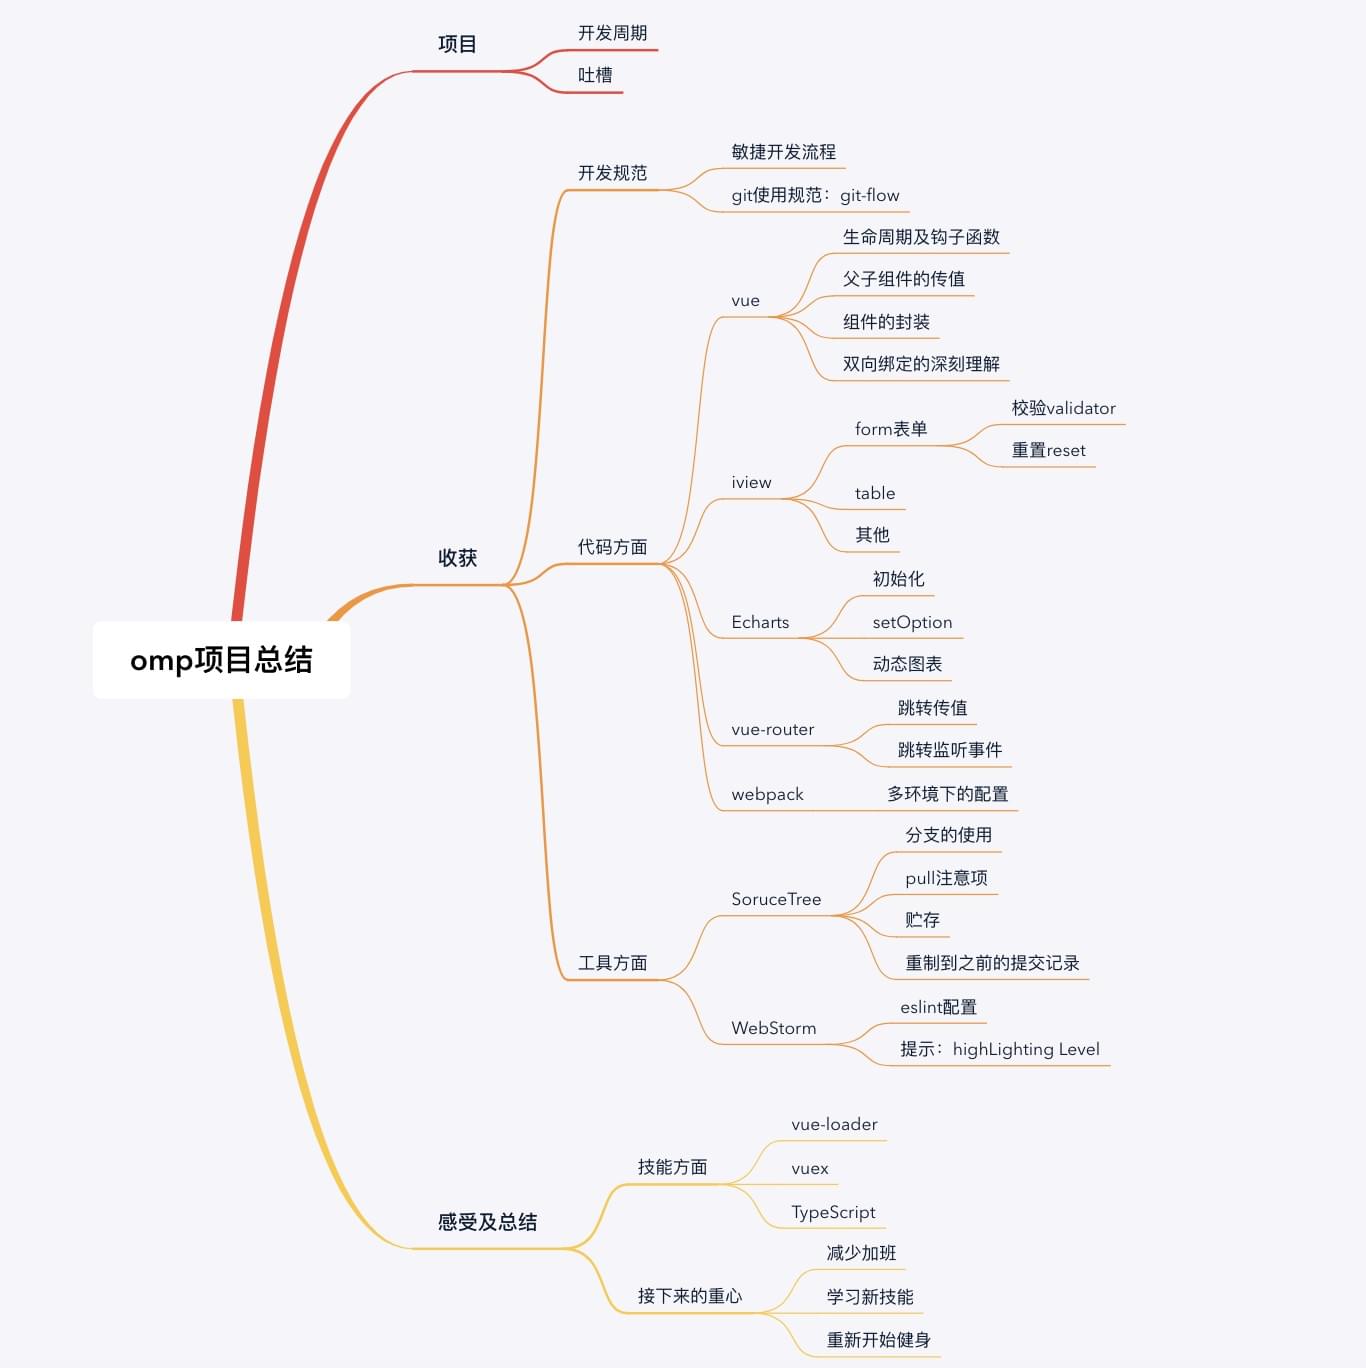 omp项目总结
项目
开发周期
吐槽
收获
开发规范
敏捷开发流程
git使用规范：git-flow
代码方面
vue
生命周期及钩子函数
父子组件的传值
组件的封装
双向绑定的深刻理解
iview
form表单
校验validator
重置reset
table
其他
Echarts
初始化
setOption
动态图表
vue-router
跳转传值
跳转监听事件
webpack
多环境下的配置
工具方面
SoruceTree
分支的使用
pull注意项
贮存
重制到之前的提交记录
WebStorm
eslint配置
提示：highLighting Level
感受及总结
技能方面
vue-loader
vuex
TypeScript
接下来的重心
减少加班
学习新技能
重新开始健身